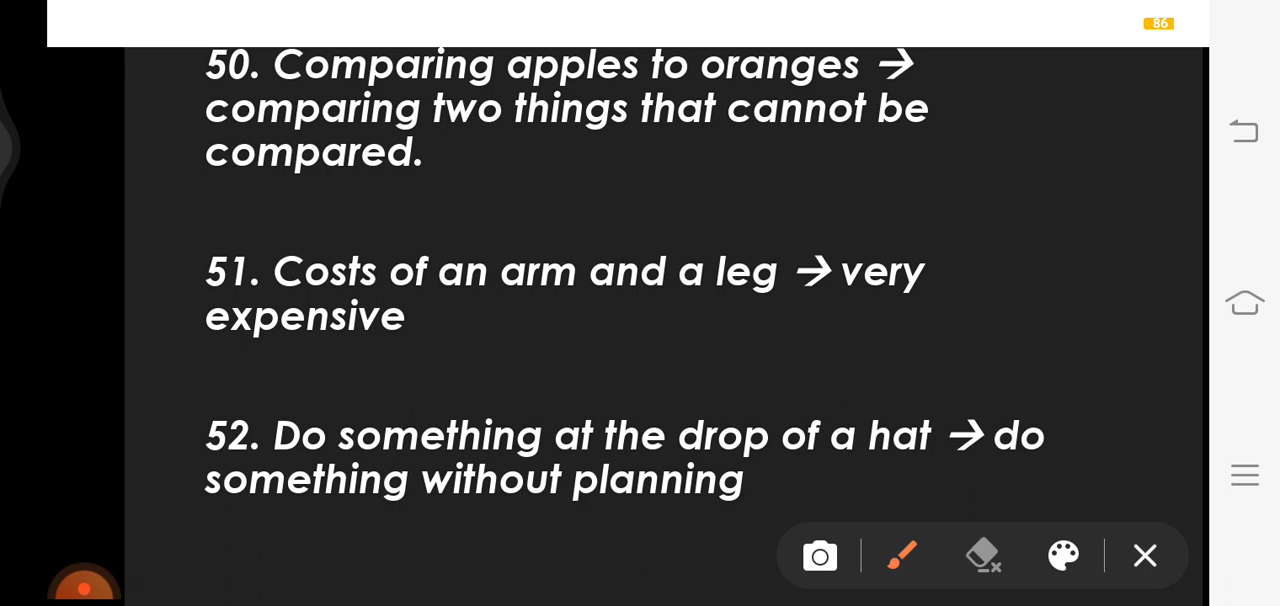 86
50. Comparing apples to oranges →
comparing two things that cannot be
compared.
51. Costs of an arm and a leg → very
expensive
52. Do something at the drop of a hat → do
something without planning